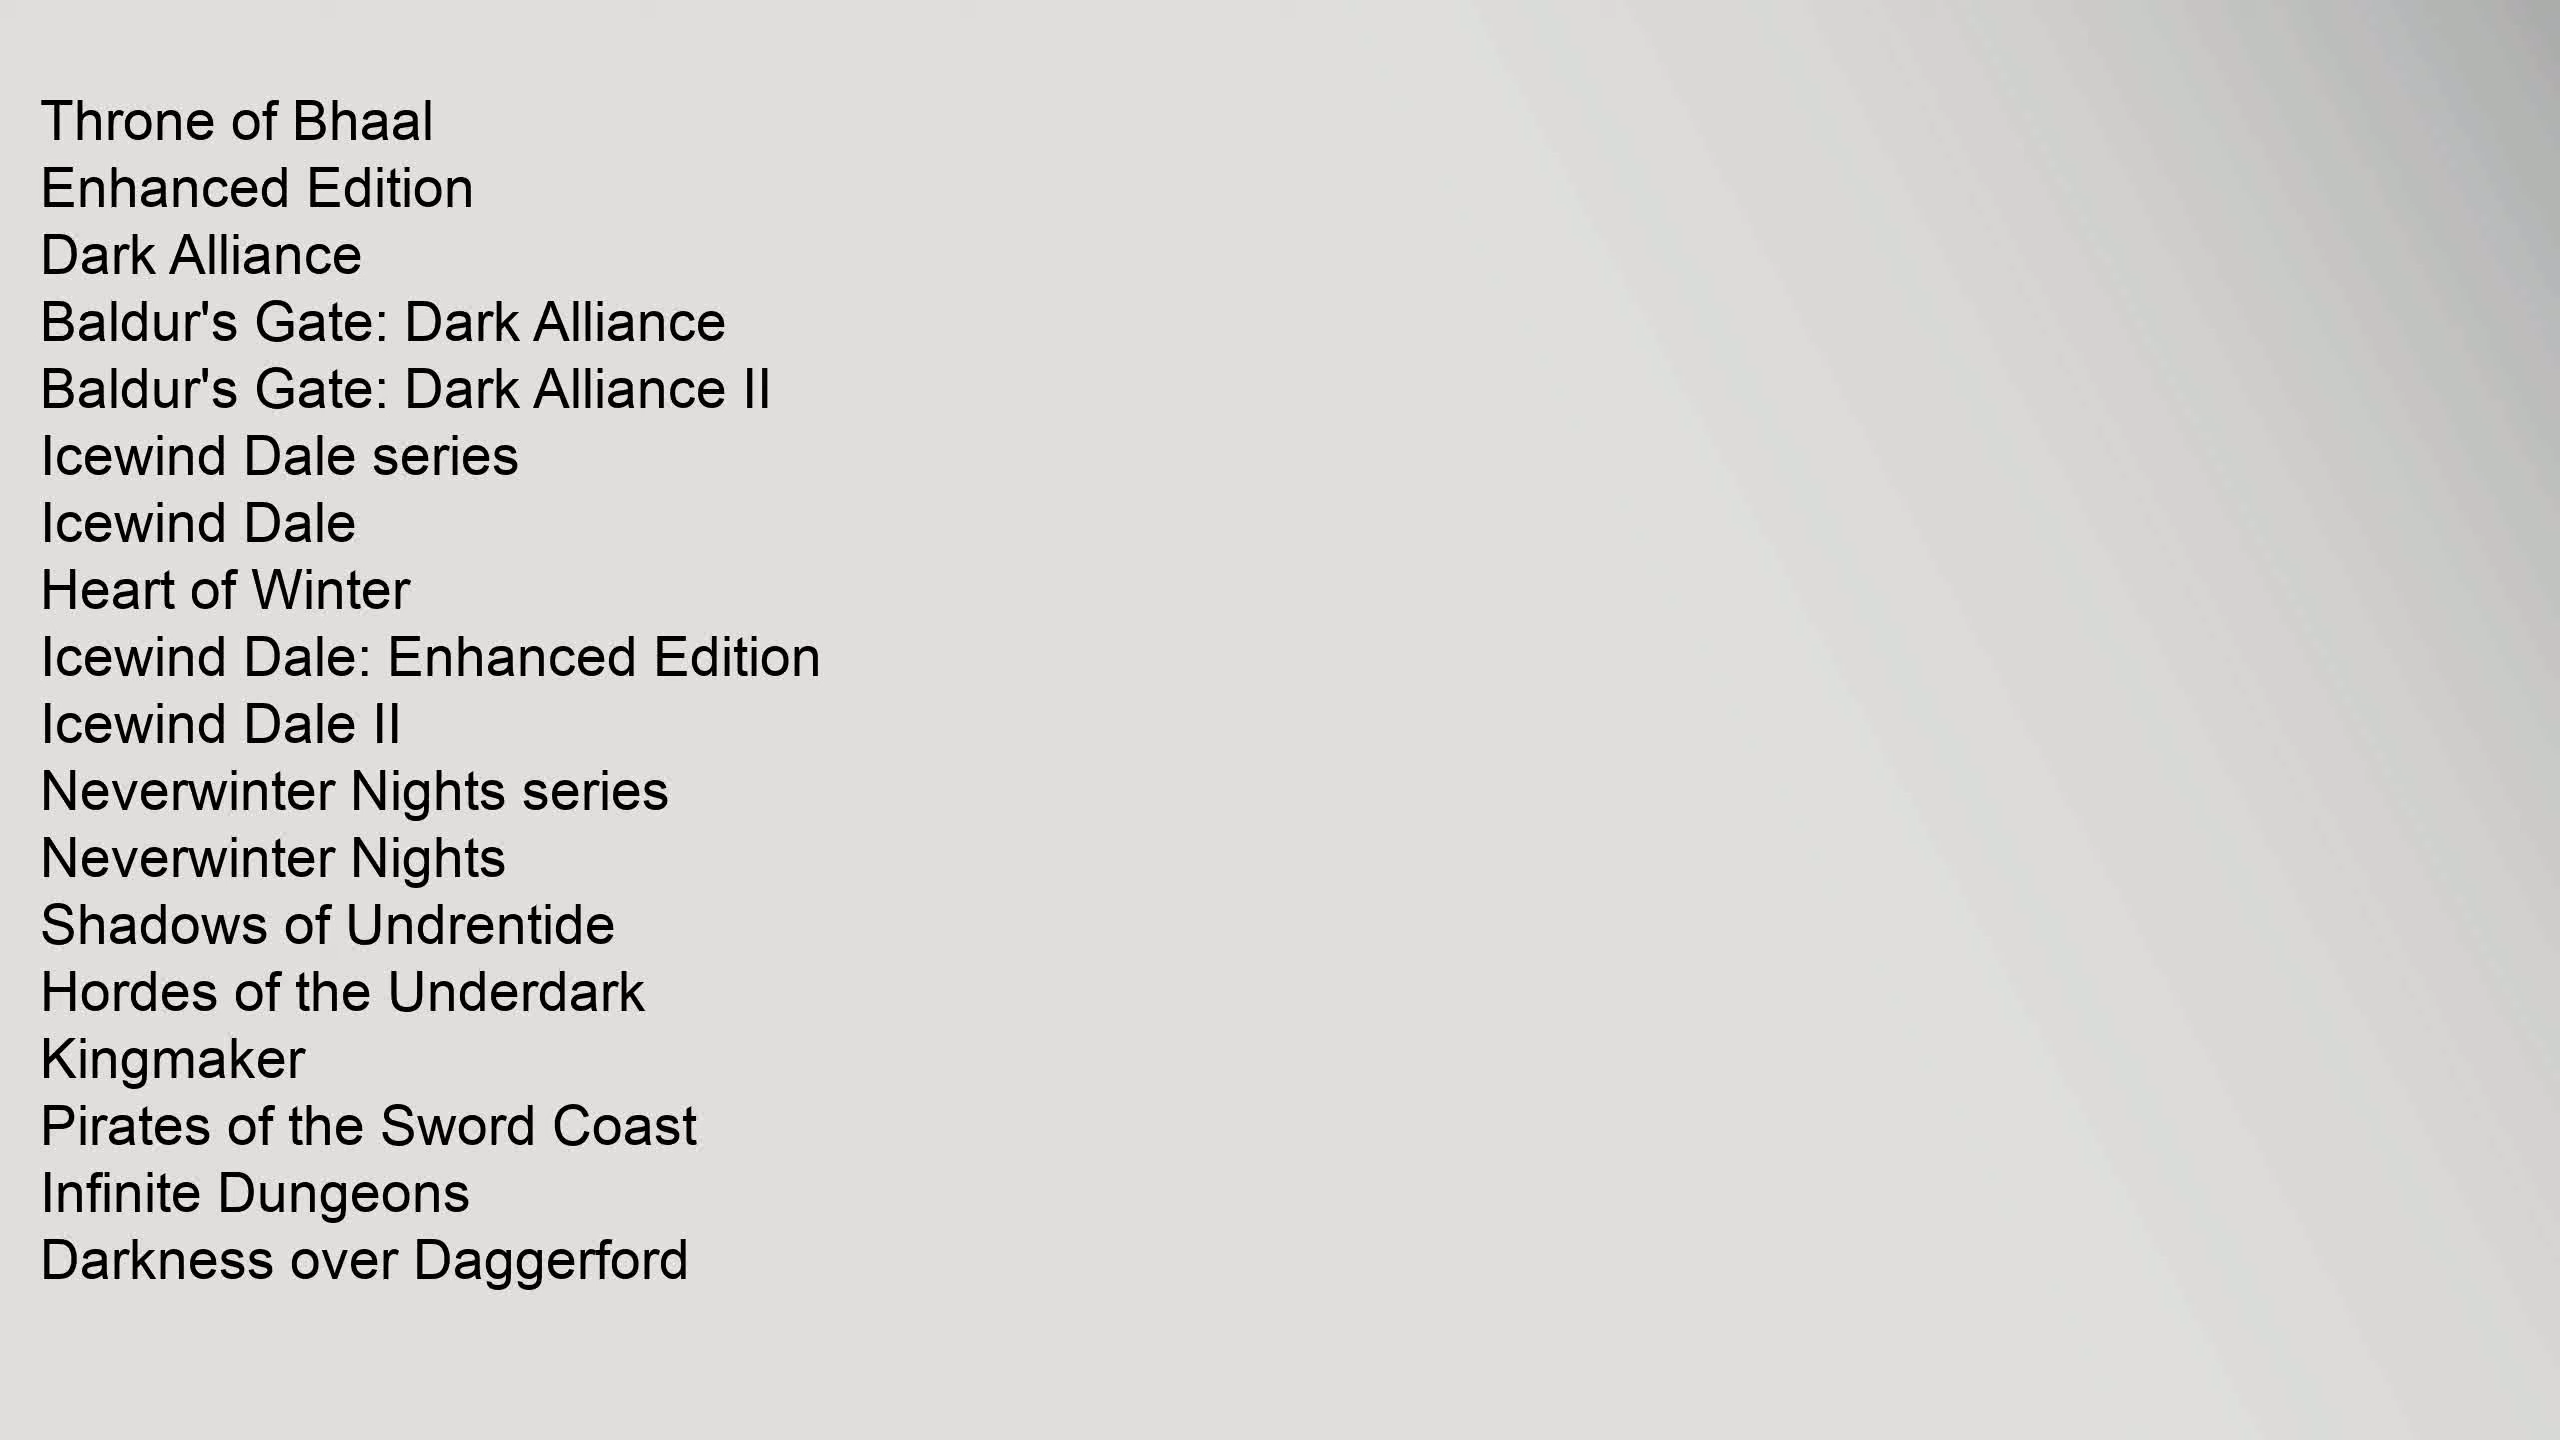 Throne of Bhaal
Enhanced Edition
Dark Alliance
Baldur's Gate: Dark Alliance
Baldur's Gate: Dark Alliance II
Icewind Dale series
Icewind Dale
Heart of Winter
Icewind Dale: Enhanced Edition
Icewind Dale II
Neverwinter Nights series
Neverwinter Nights
Shadows of Undrentide
Hordes of the Underdark
Kingmaker
Pirates of the Sword Coast
Infinite Dungeons
Darkness over Daggerford